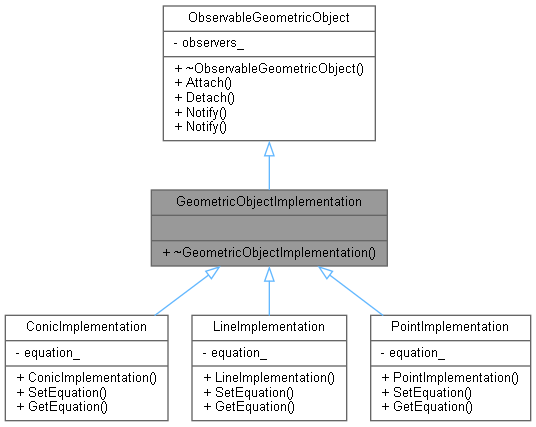 ObservableGeometricObject
- observers_
+ ~ObservableGeometricObject()
+ Attach()
+ Detach()
+ Notify()
+ Notify()
GeometricObjectImplementation
+ ~GeometricObjectImplementation()
ConicImplementation
- equation_
+ ConicImplementation()
+ SetEquation()
+ GetEquation()
LineImplementation
- equation_
+ LineImplementation()
+ SetEquation()
+ GetEquation()
PointImplementation
- equation_
+ PointImplementation()
+ SetEquation()
+ GetEquation()